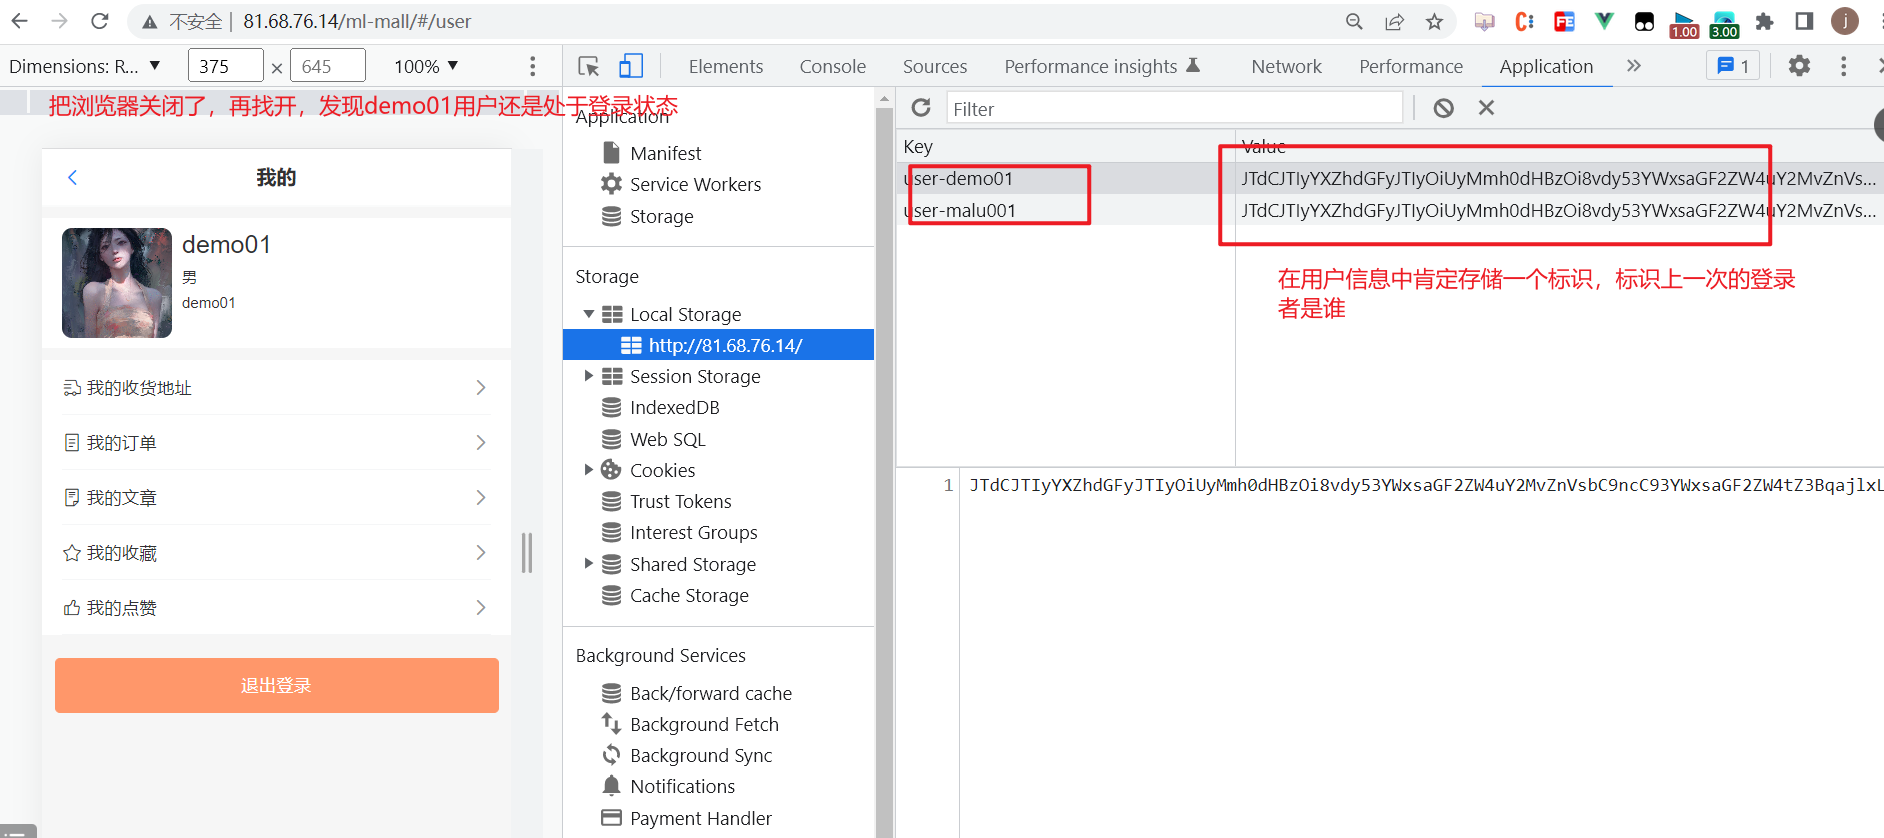 不安全 | 81.68.76.14/ml-mall/#/user
1.00 3.00 j
Dimensions: R... ▼ 375 × 645 100% ▼
Elements Console Sources Performance insights Network Performance Application » 1
把浏览器关闭了，再找开，发现demo01用户还是处于登录状态
Application
Manifest
Service Workers
Storage
Storage
Local Storage
http://81.68.76.14/
Session Storage
IndexedDB
Web SQL
Cookies
Trust Tokens
Interest Groups
Shared Storage
Cache Storage
Background Services
Back/forward cache
Background Fetch
Background Sync
Notifications
Payment Handler
我的
demo01
男
demo01
我的收货地址
我的订单
我的文章
我的收藏
我的点赞
退出登录
Filter
Key Value
user-demo01 JTdCJTIyYXZhdGFyJTIyOiUyMmh0dHBzOi8vdy53YWxsaGF2ZW4uY2MvZnVs...
user-malu001 JTdCJTIyYXZhdGFyJTIyOiUyMmh0dHBzOi8vdy53YWxsaGF2ZW4uY2MvZnVs...
在用户信息中肯定存储一个标识，标识上一次的登录
者是谁
1 JTdCJTIyYXZhdGFyJTIyOiUyMmh0dHBzOi8vdy53YWxsaGF2ZW4uY2MvZnVsbC9ncC93YWxsaGF2ZW4tZ3BqajlxL